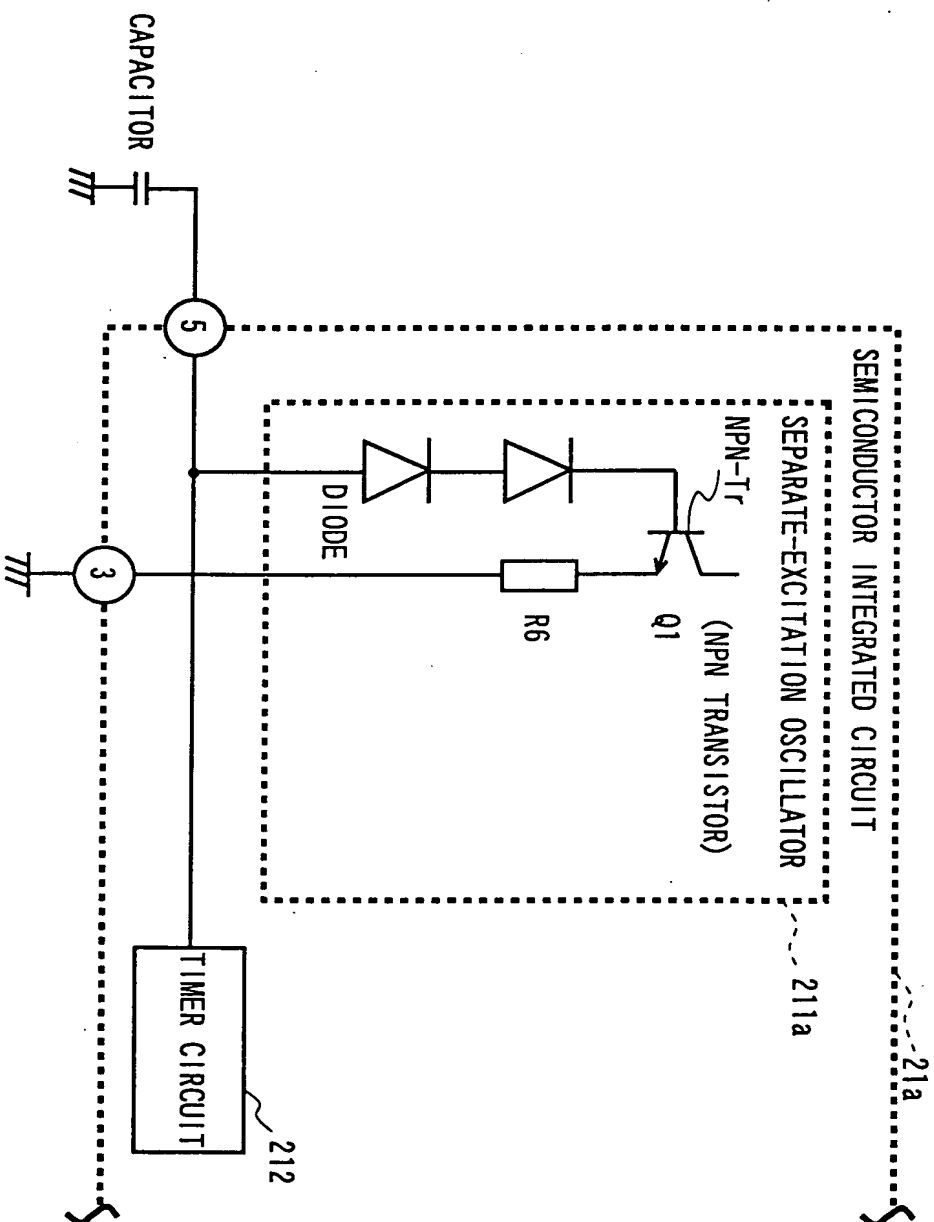 21a
SEMICONDUCTOR INTEGRATED CIRCUIT
211a
SEPARATE-EXCITATION OSCILLATOR
NPN-Tr
(NPN TRANSISTOR)
Q1
R6
DIODE
CAPACITOR
5
3
TIMER CIRCUIT
212